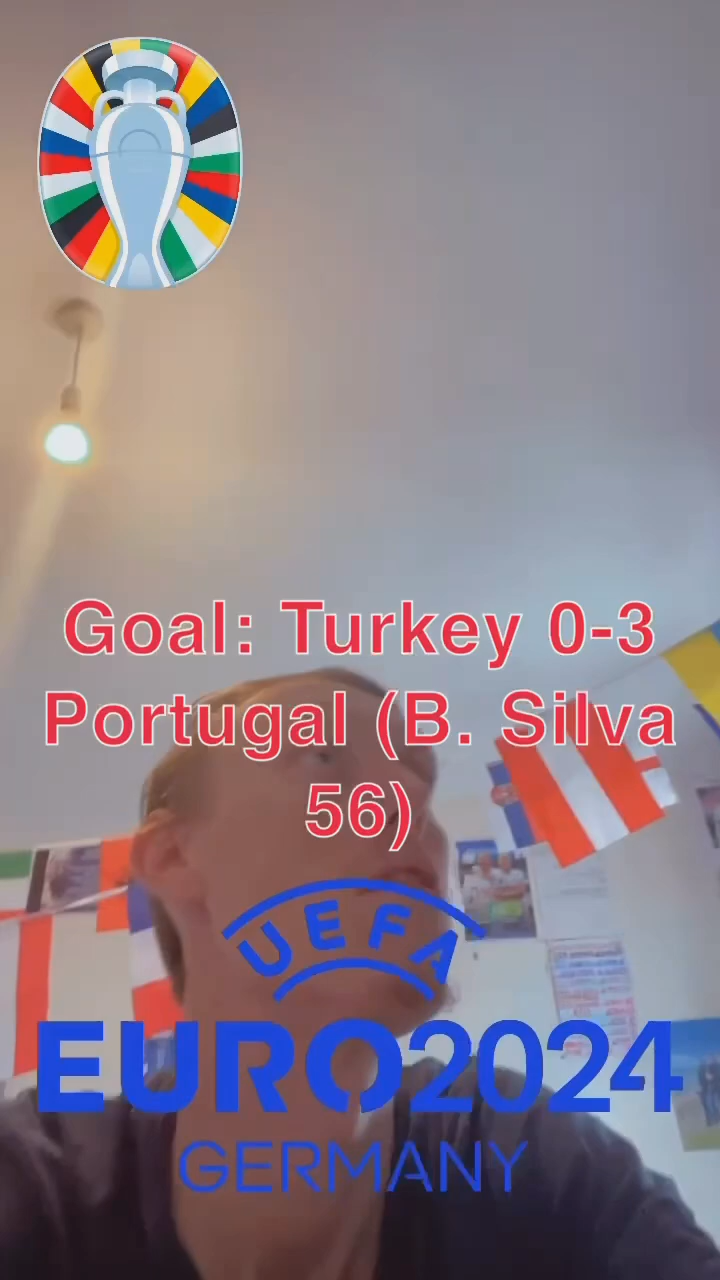 Goal: Turkey 0-3
Portugal (B. Silva
56)
UEFA
EURO2024
GERMANY